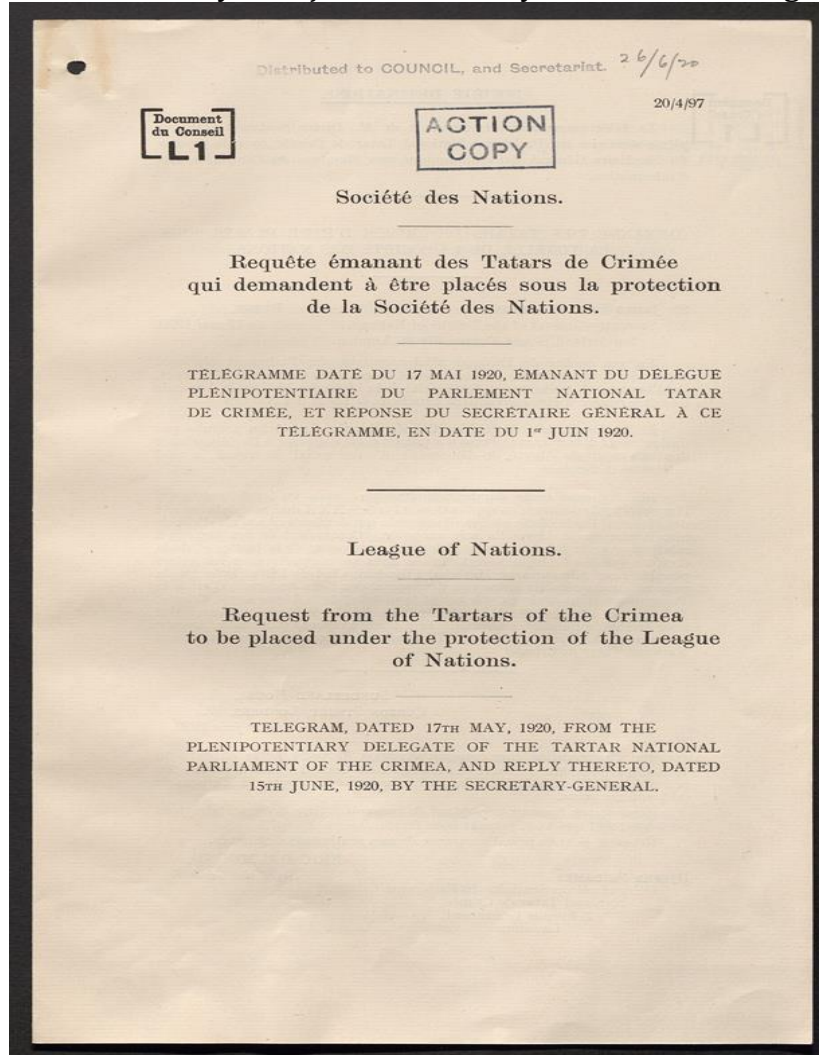 Distributed to COUNCIL, and Secretariat. 26/6/20
20/4/97
Document
du Conseil
L1
ACTION
COPY
Société des Nations.
Requête émanant des Tatars de Crimée
qui demandent à être placés sous la protection
de la Société des Nations.
TÉLÉGRAMME DATÉ DU 17 MAI 1920, ÉMANANT DU DÉLÉGUÉ
PLÉNIPOTENTIAIRE DU PARLEMENT NATIONAL TATAR
DE CRIMÉE, ET RÉPONSE DU SECRÉTAIRE GÉNÉRAL À CE
TÉLÉGRAMME, EN DATE DU 1er JUIN 1920.
League of Nations.
Request from the Tartars of the Crimea
to be placed under the protection of the League
of Nations.
TELEGRAM, DATED 17TH MAY, 1920, FROM THE
PLENIPOTENTIARY DELEGATE OF THE TARTAR NATIONAL
PARLIAMENT OF THE CRIMEA, AND REPLY THERETO, DATED
15TH JUNE, 1920, BY THE SECRETARY-GENERAL.